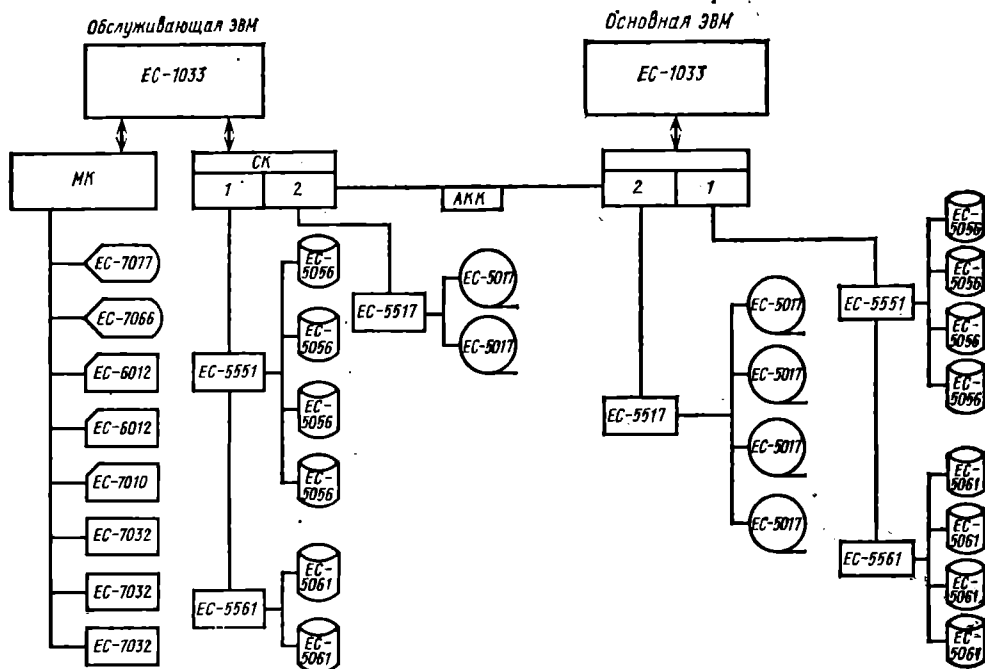 Обслуживающая ЭВМ
ЕС-1033
МК
СК
1
2
АКК
ЕС-7077
ЕС-7066
ЕС-6012
ЕС-6012
ЕС-7010
ЕС-7032
ЕС-7032
ЕС-7032
ЕС-5551
ЕС-
5056
ЕС-
5056
ЕС-
5056
ЕС-
5056
ЕС-5561
ЕС-
5061
ЕС-
5061
ЕС-5517
ЕС-5017
ЕС-5017
Основная ЭВМ
ЕС-1033
2
1
ЕС-5517
ЕС-5017
ЕС-5017
ЕС-5017
ЕС-5017
ЕС-5551
ЕС-
5056
ЕС-
5056
ЕС-
5056
ЕС-
5056
ЕС-5561
ЕС-
5061
ЕС-
5061
ЕС-
5061
ЕС-
5061